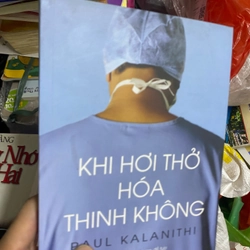 KHI HƠI THỞ
HÓA
THINH KHÔNG
PAUL KALANITHI